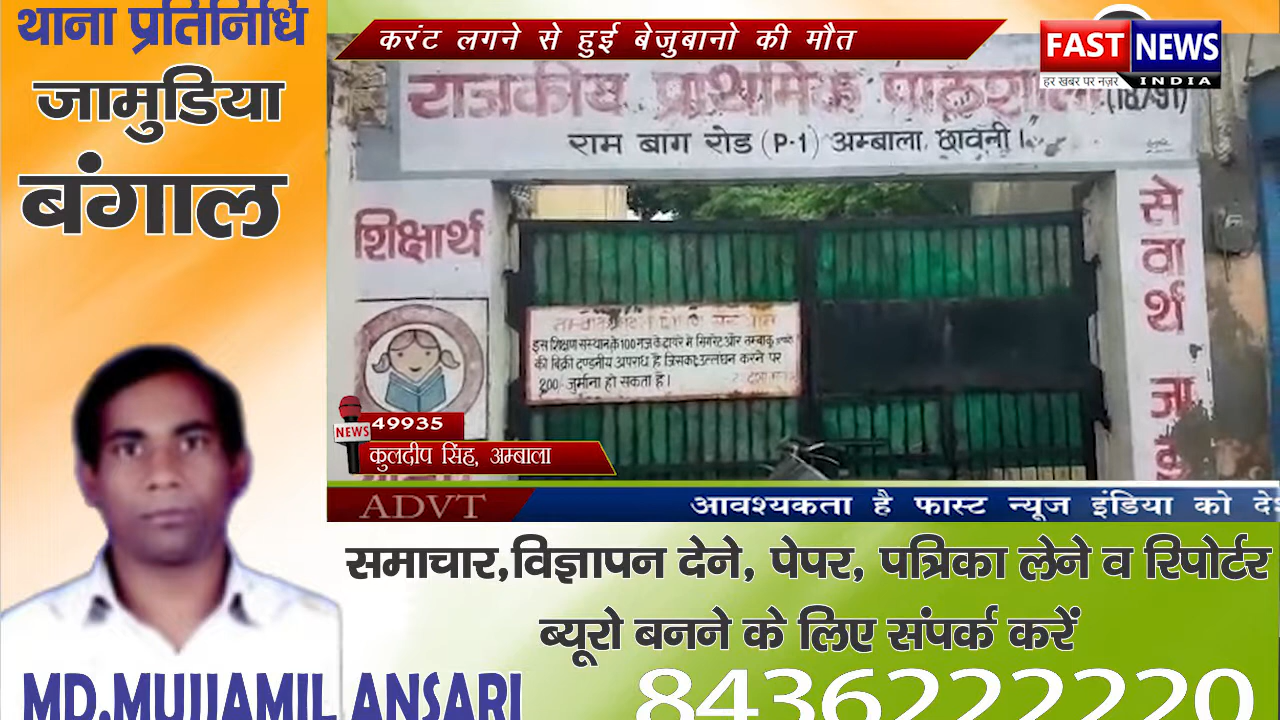 थाना प्रतिनिधि
जामुडिया
बंगाल
करंट लगने से हुई बेजुबानो की मौत
FAST NEWS
हर खबर पर नज़र
INDIA
राजकीय प्राथमिक पाठशाला (18791)
राम बाग रोड (P-1) अम्बाला छावनी।
शिक्षार्थ
सेवार्थ जा
इस शिक्षण संस्थान के 100 गज के दायरे में सिगरेट और तम्बाकू
की बिक्री दण्डनीय अपराध है जिसका उल्लंघन करने पर
200/- जुर्माना हो सकता है।
NEWS
49935
कुलदीप सिंह, अम्बाला
ADVT
आवश्यकता है फास्ट न्यूज इंडिया को दे
समाचार,विज्ञापन देने, पेपर, पत्रिका लेने व रिपोर्टर
ब्यूरो बनने के लिए संपर्क करें
MD.MUJJAMIL ANSARI
8436222220